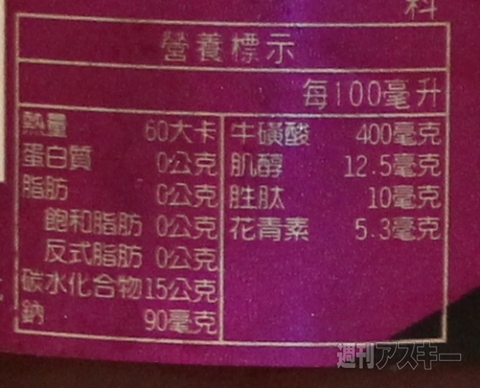 料
營養標示
每100毫升
熱量 60大卡
蛋白質 0公克
脂肪 0公克
飽和脂肪 0公克
反式脂肪 0公克
碳水化合物15公克
鈉 90毫克
牛磺酸 400毫克
肌醇 12.5毫克
胜肽 10毫克
花青素 5.3毫克
週刊アスキー